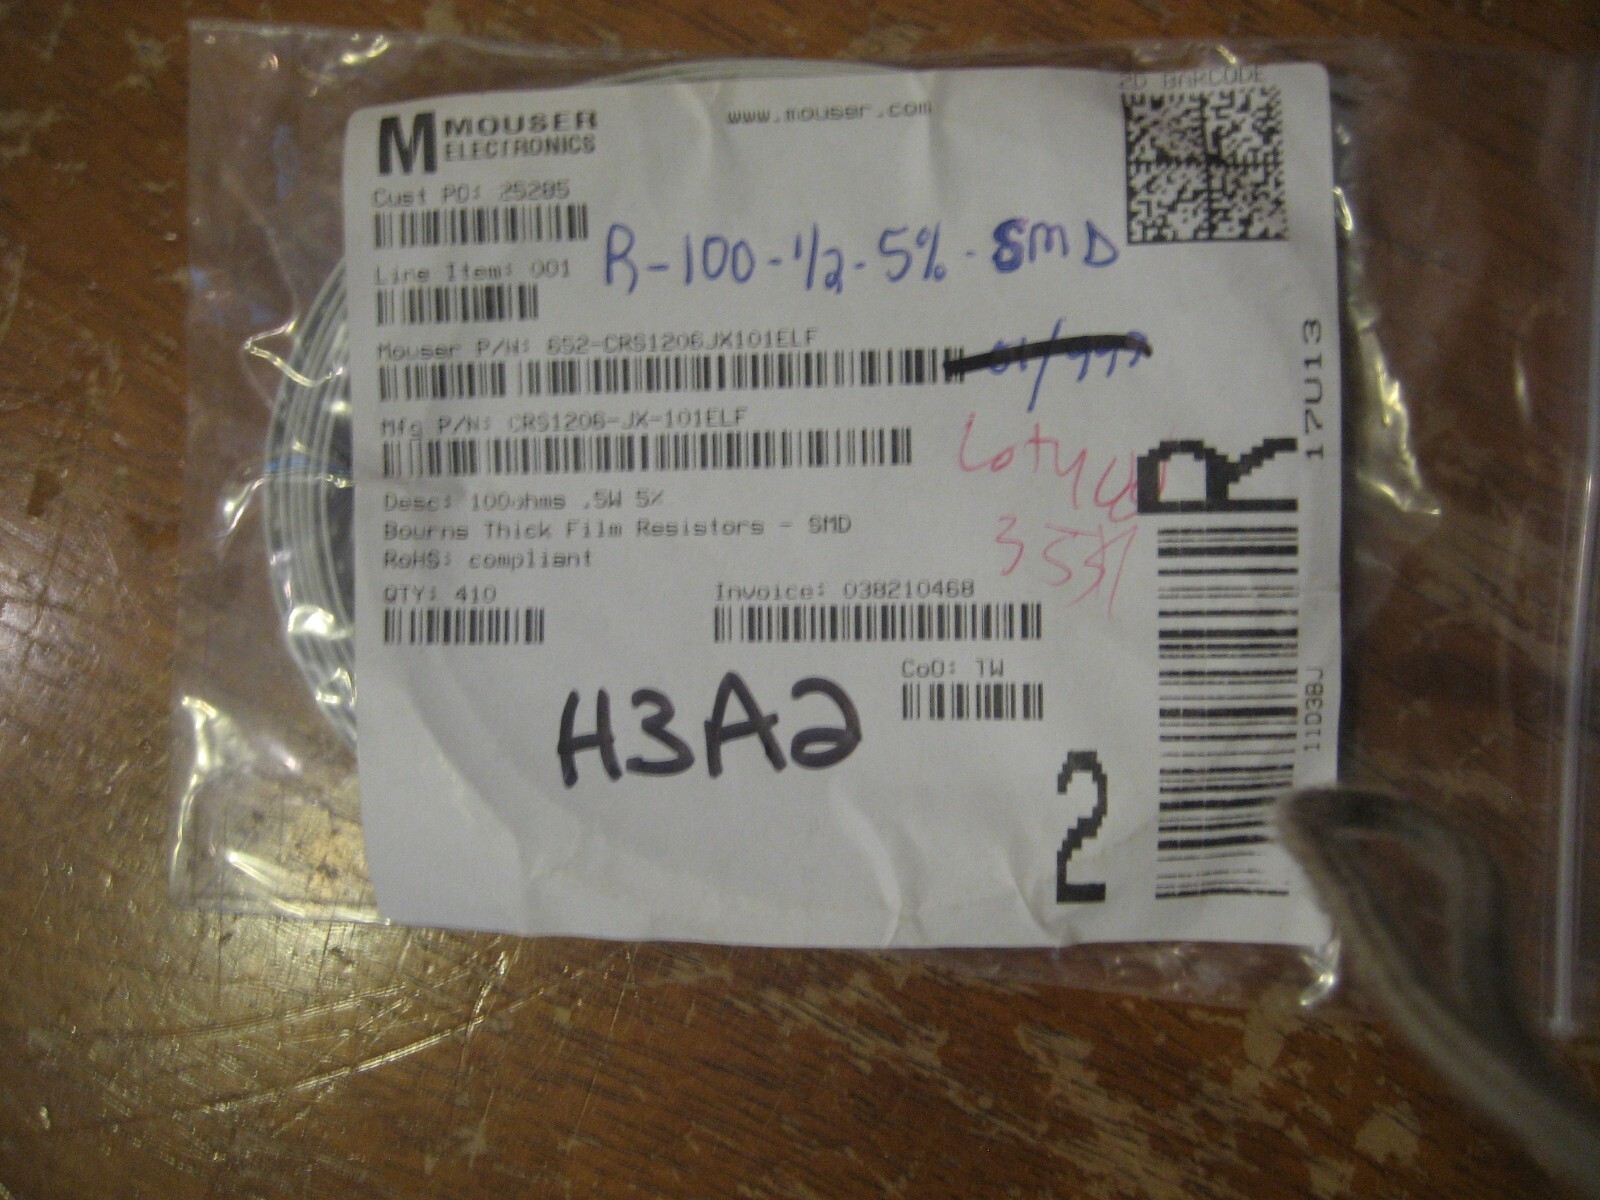 2D BARCODE
MOUSER
ELECTRONICS
www.mouser.com
Cust PO: 25285
Line Item: 001
R-100-1/2-5%-SMD
Mouser P/N: 652-CRS1206JX101ELF
Mfg P/N: CRS1206-JX-101ELF
Desc: 100ohms .5W 5%
Bourns Thick Film Resistors - SMD
RoHS: compliant
QTY: 410
Invoice: 038210468
CoO: TW
H3A2
2
R
17U13
11D3BJ